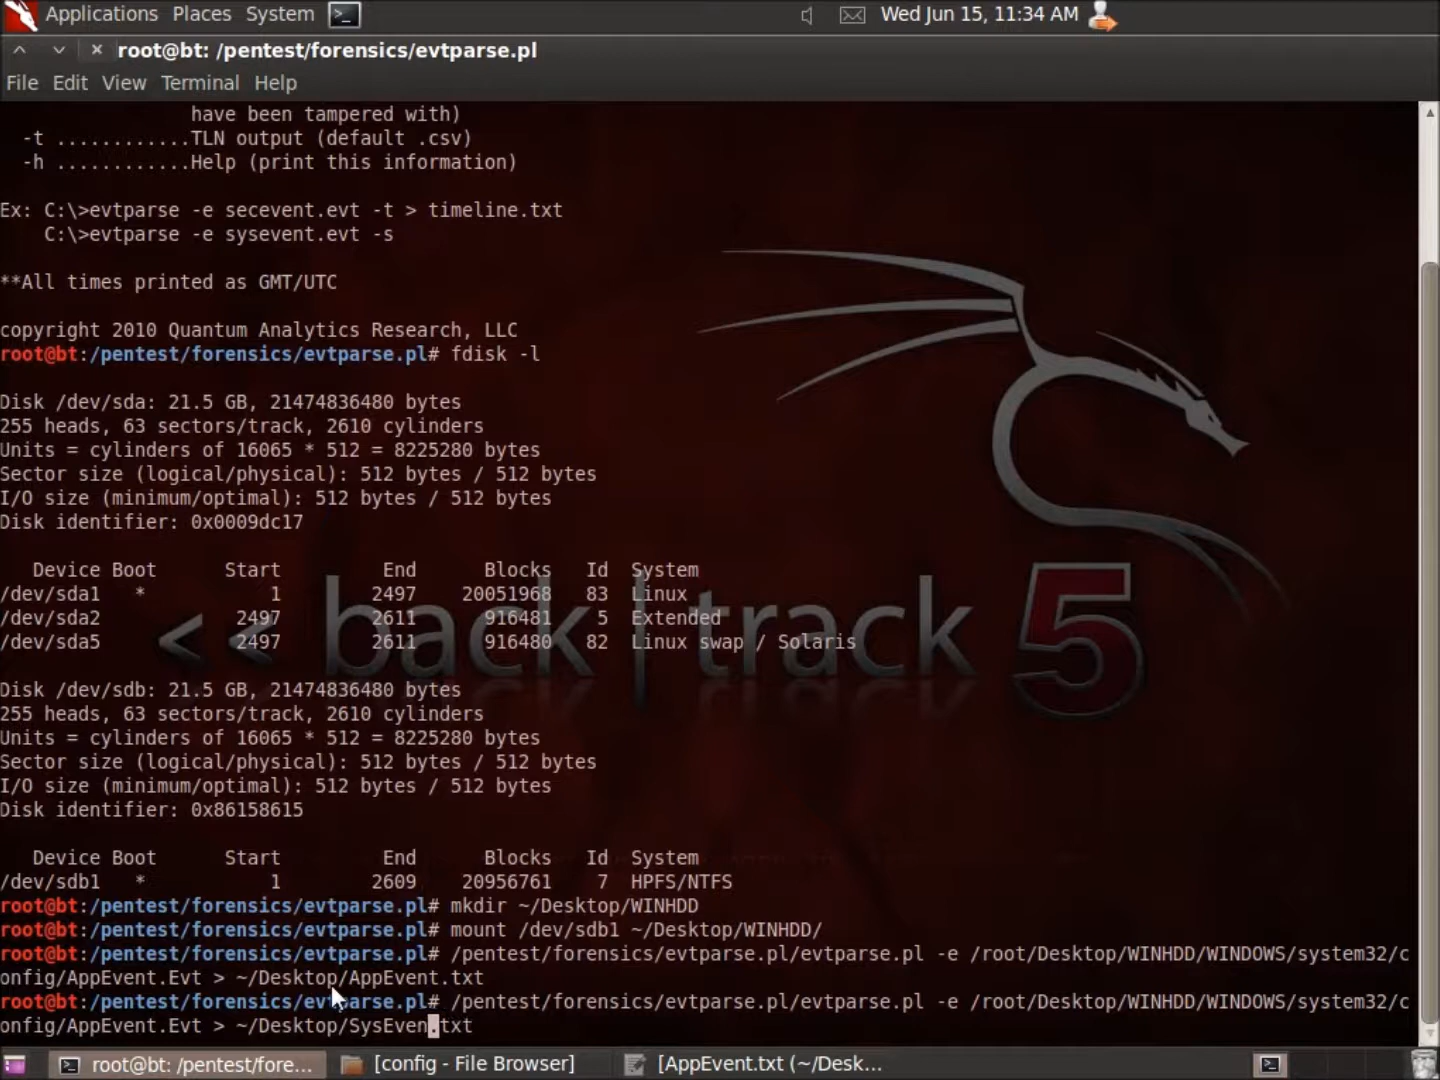 Applications Places System
Wed Jun 15, 11:34 AM
root@bt: /pentest/forensics/evtparse.pl
File Edit View Terminal Help
have been tampered with)
-t ............TLN output (default .csv)
-h ............Help (print this information)
Ex: C:\>evtparse -e secevent.evt -t > timeline.txt
C:\>evtparse -e sysevent.evt -s
**All times printed as GMT/UTC
copyright 2010 Quantum Analytics Research, LLC
root@bt:/pentest/forensics/evtparse.pl# fdisk -l
Disk /dev/sda: 21.5 GB, 21474836480 bytes
255 heads, 63 sectors/track, 2610 cylinders
Units = cylinders of 16065 * 512 = 8225280 bytes
Sector size (logical/physical): 512 bytes / 512 bytes
I/O size (minimum/optimal): 512 bytes / 512 bytes
Disk identifier: 0x0009dc17
Device Boot Start End Blocks Id System
/dev/sda1 * 1 2497 20051968 83 Linux
/dev/sda2 2497 2611 916481 5 Extended
/dev/sda5 2497 2611 916480 82 Linux swap / Solaris
<< back | track 5
Disk /dev/sdb: 21.5 GB, 21474836480 bytes
255 heads, 63 sectors/track, 2610 cylinders
Units = cylinders of 16065 * 512 = 8225280 bytes
Sector size (logical/physical): 512 bytes / 512 bytes
I/O size (minimum/optimal): 512 bytes / 512 bytes
Disk identifier: 0x86158615
Device Boot Start End Blocks Id System
/dev/sdb1 * 1 2609 20956761 7 HPFS/NTFS
root@bt:/pentest/forensics/evtparse.pl# mkdir ~/Desktop/WINHDD
root@bt:/pentest/forensics/evtparse.pl# mount /dev/sdb1 ~/Desktop/WINHDD/
root@bt:/pentest/forensics/evtparse.pl# /pentest/forensics/evtparse.pl/evtparse.pl -e /root/Desktop/WINHDD/WINDOWS/system32/c
onfig/AppEvent.Evt > ~/Desktop/AppEvent.txt
root@bt:/pentest/forensics/evtparse.pl# /pentest/forensics/evtparse.pl/evtparse.pl -e /root/Desktop/WINHDD/WINDOWS/system32/c
onfig/AppEvent.Evt > ~/Desktop/SysEven.txt
root@bt: /pentest/fore... [config - File Browser] [AppEvent.txt (~/Desk...